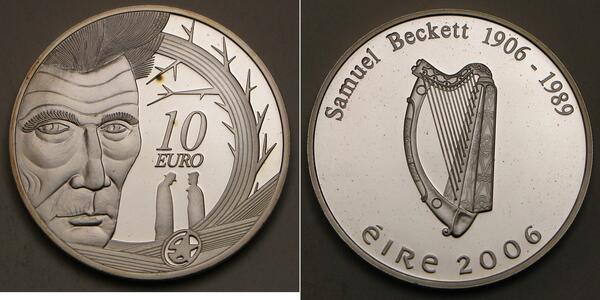 10
EURO
Samuel Beckett 1906 - 1989
éiRe 2006